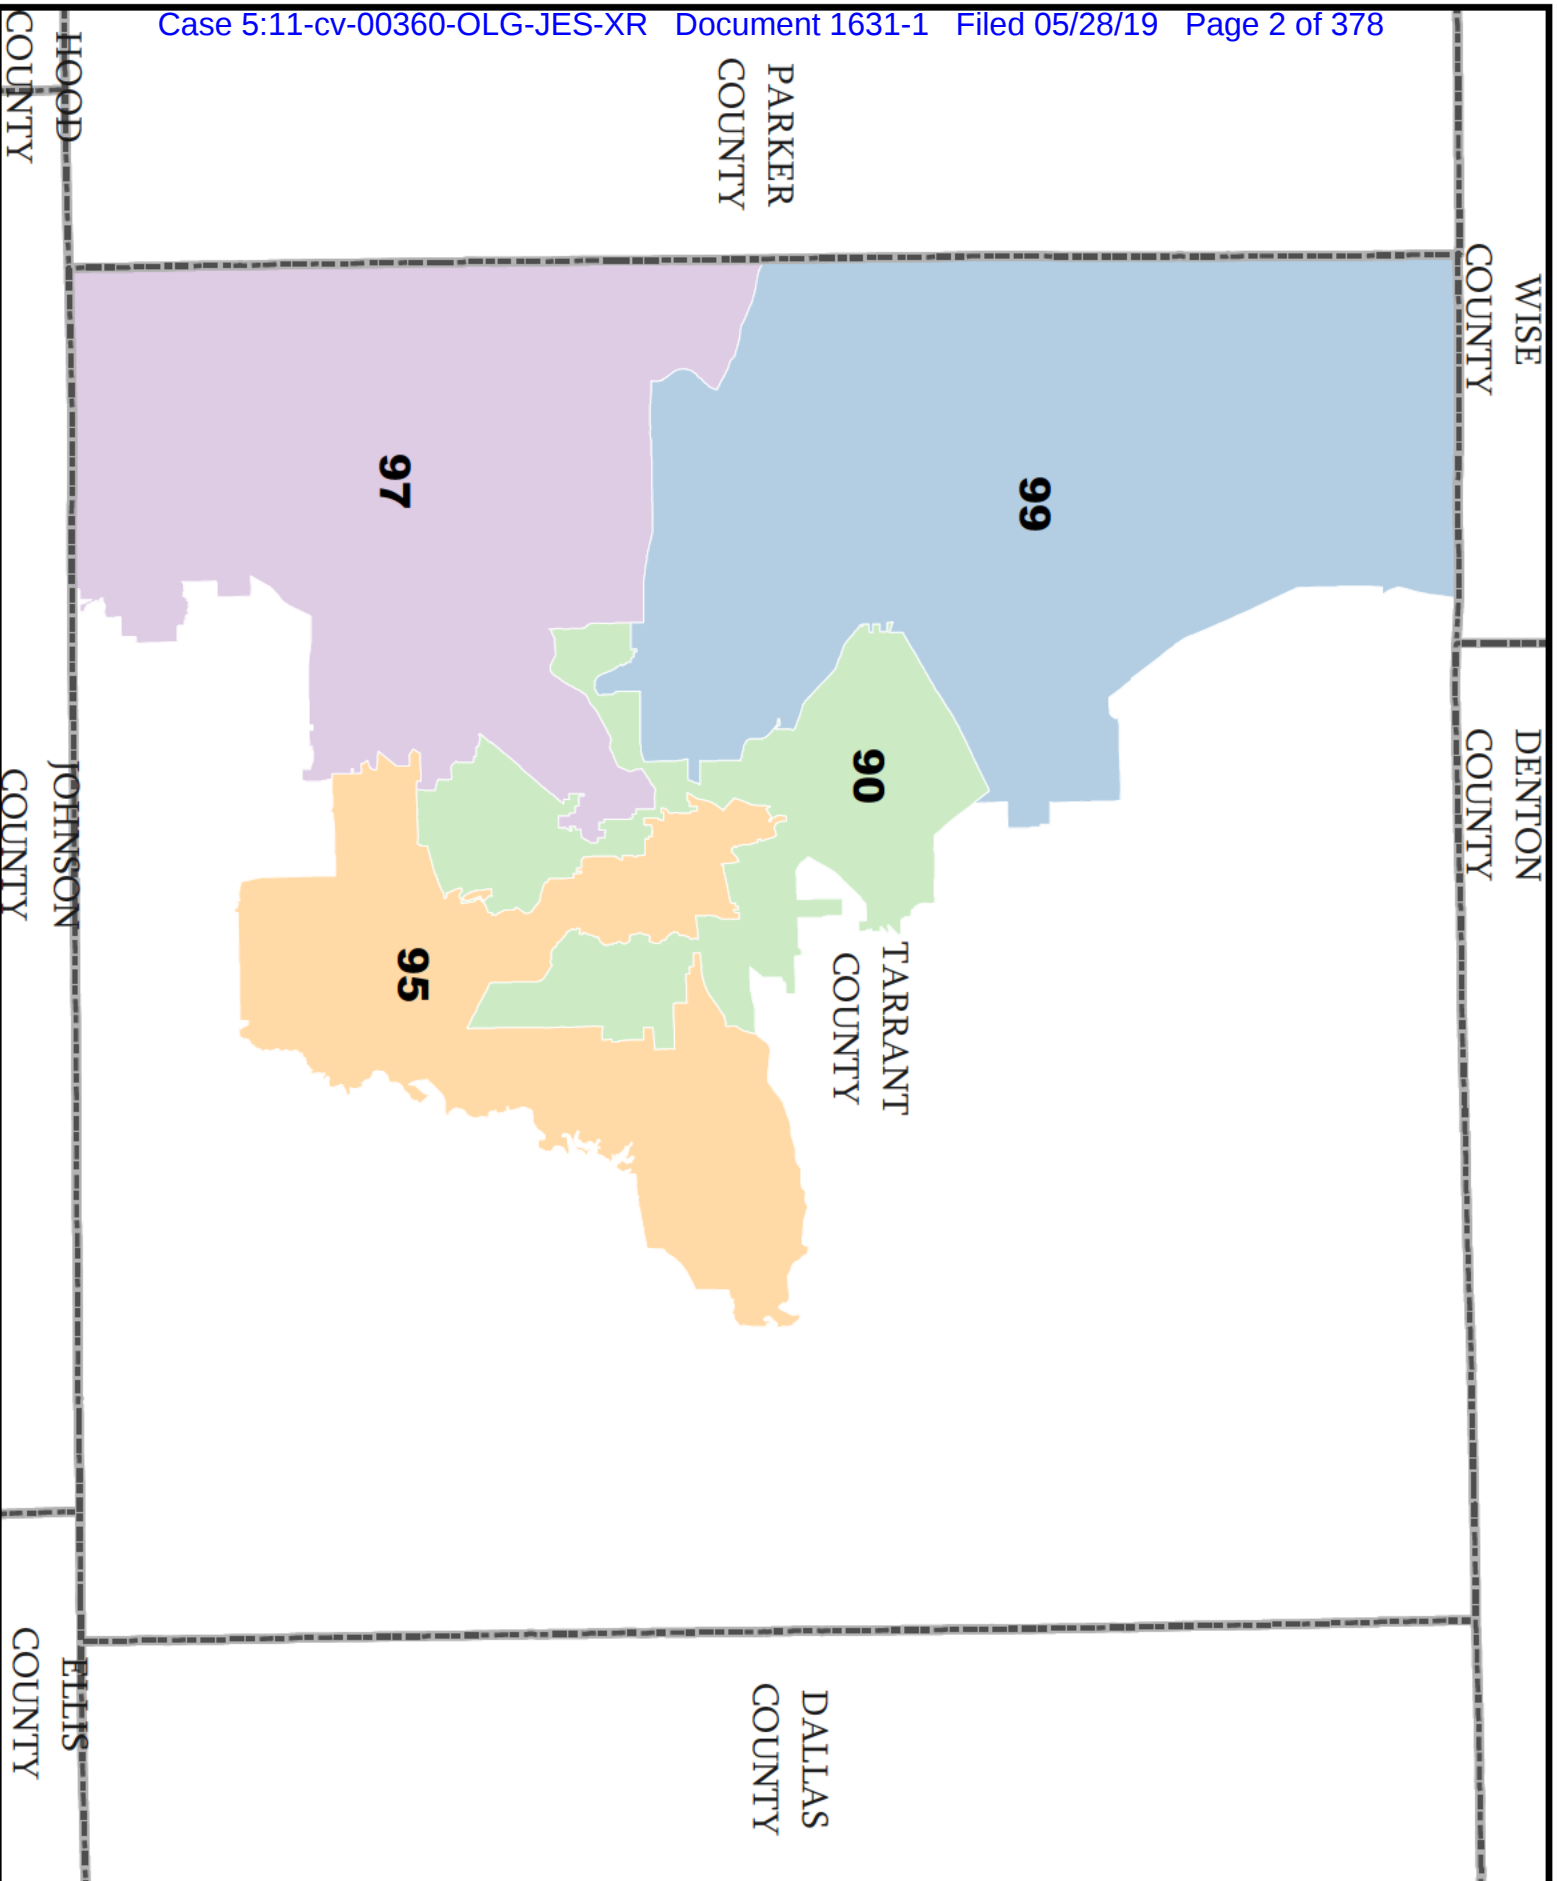 Case 5:11-cv-00360-OLG-JES-XR Document 1631-1 Filed 05/28/19 Page 2 of 378
WISE
COUNTY
DENTON
COUNTY
PARKER
COUNTY
99
90
TARRANT
COUNTY
97
95
DALLAS
COUNTY
HOOD
COUNTY
JOHNSON
COUNTY
ELLIS
COUNTY